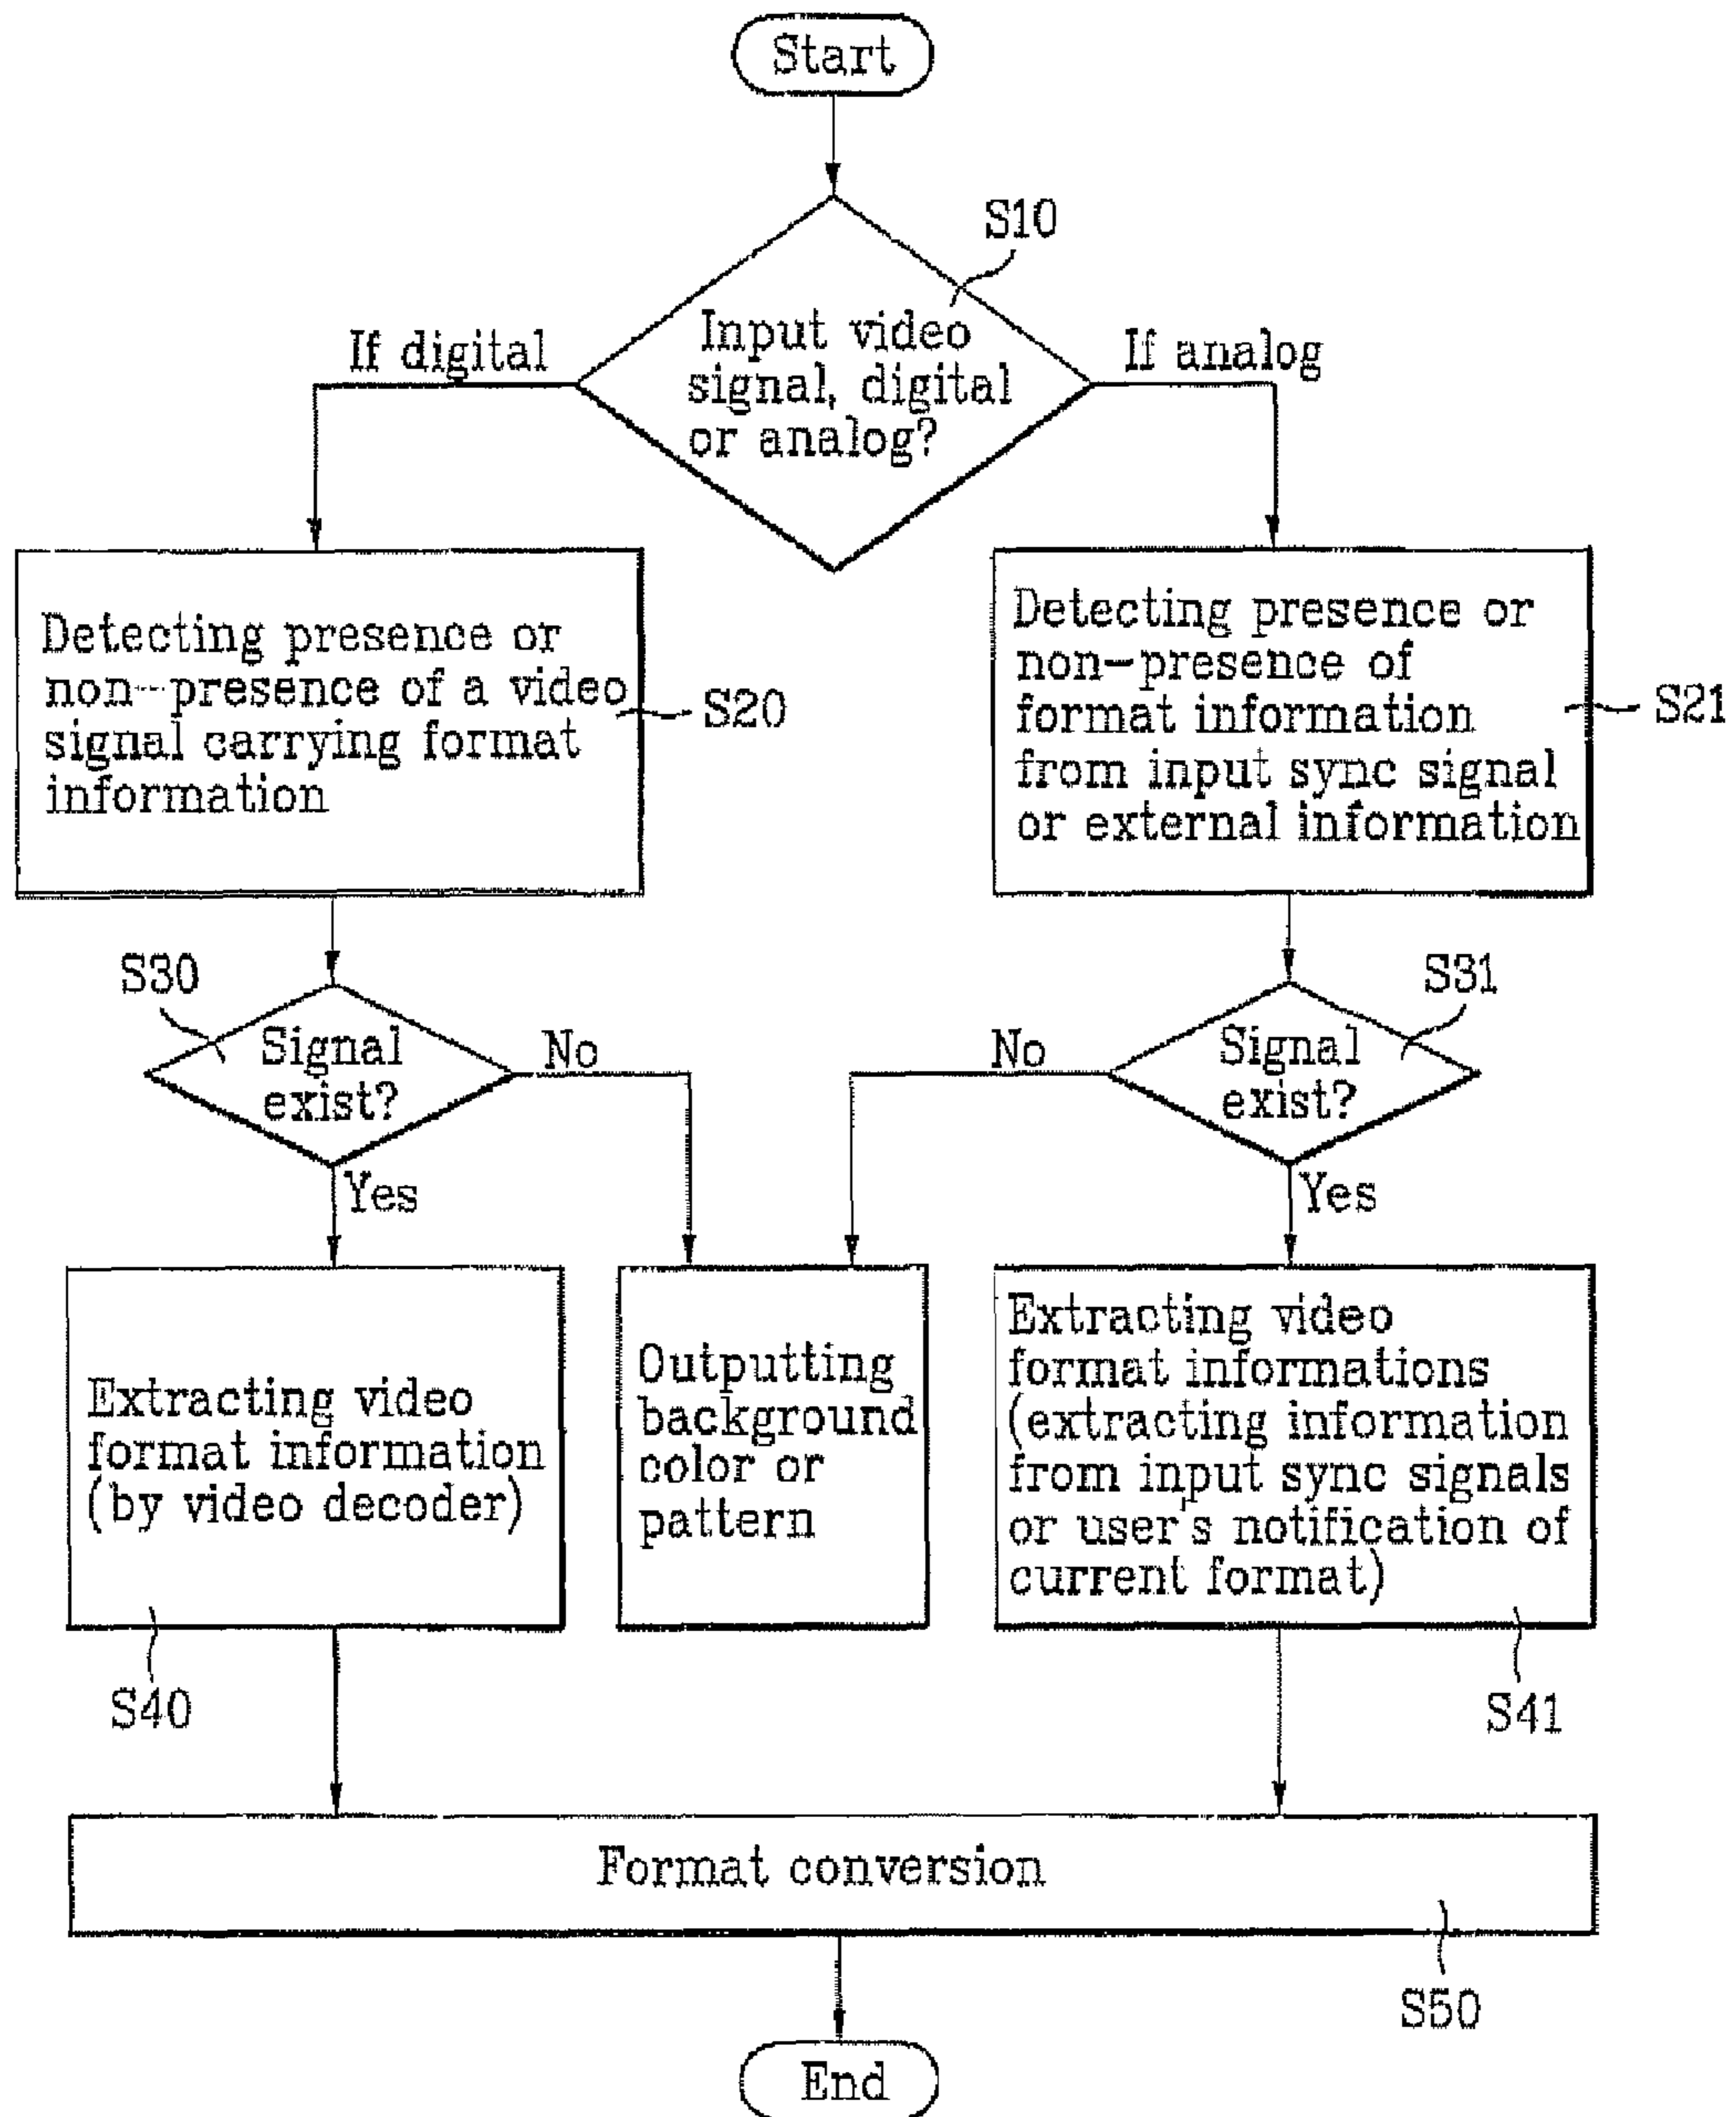 Start
S10
Input video
signal, digital
or analog?
If digital
If analog
Detecting presence or
non-presence of a video
signal carrying format
information
S20
Detecting presence or
non-presence of
format information
from input sync signal
or external information
S21
S30
Signal
exist?
No
Yes
No
S31
Signal
exist?
Yes
Extracting video
format information
(by video decoder)
S40
Outputting
background
color or
pattern
Extracting video
format informations
(extracting information
from input sync signals
or user's notification of
current format)
S41
Format conversion
S50
End